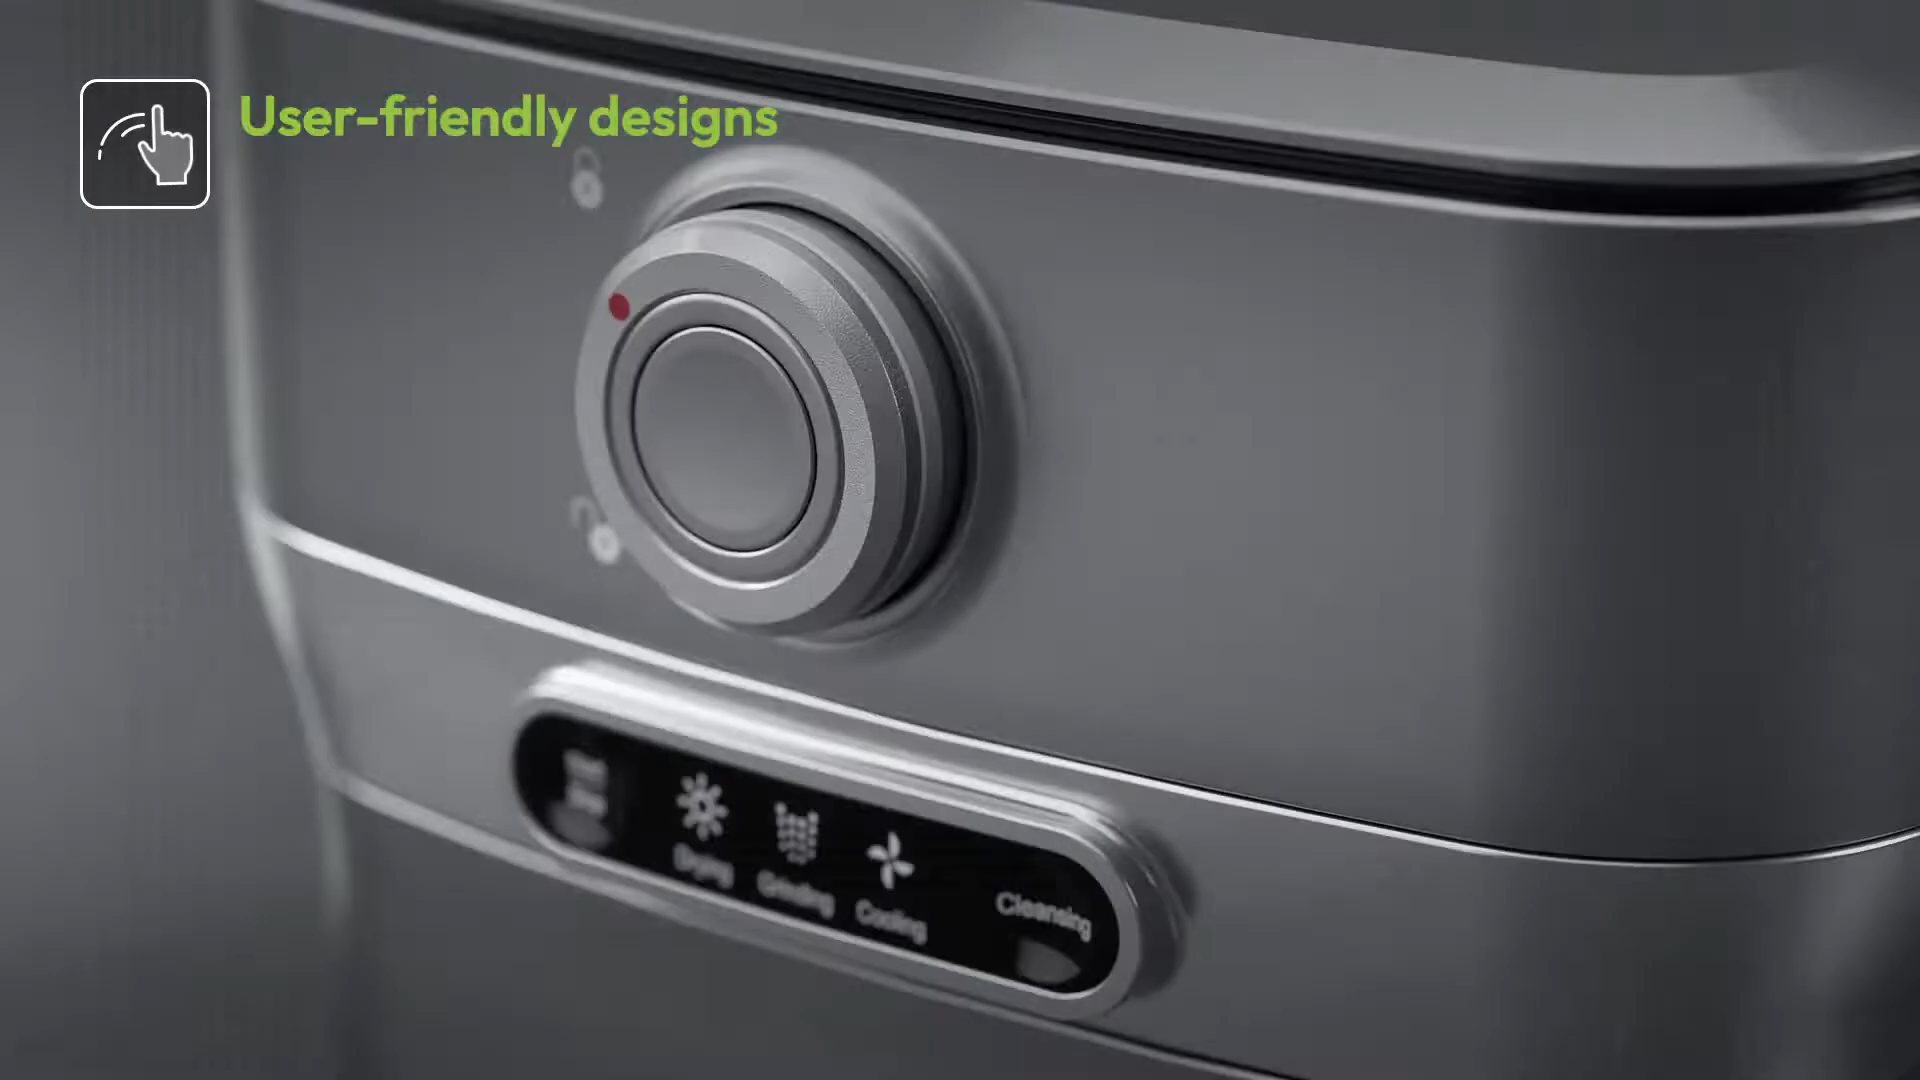 User-friendly designs
Drying
Grinding
Cooling
Cleansing